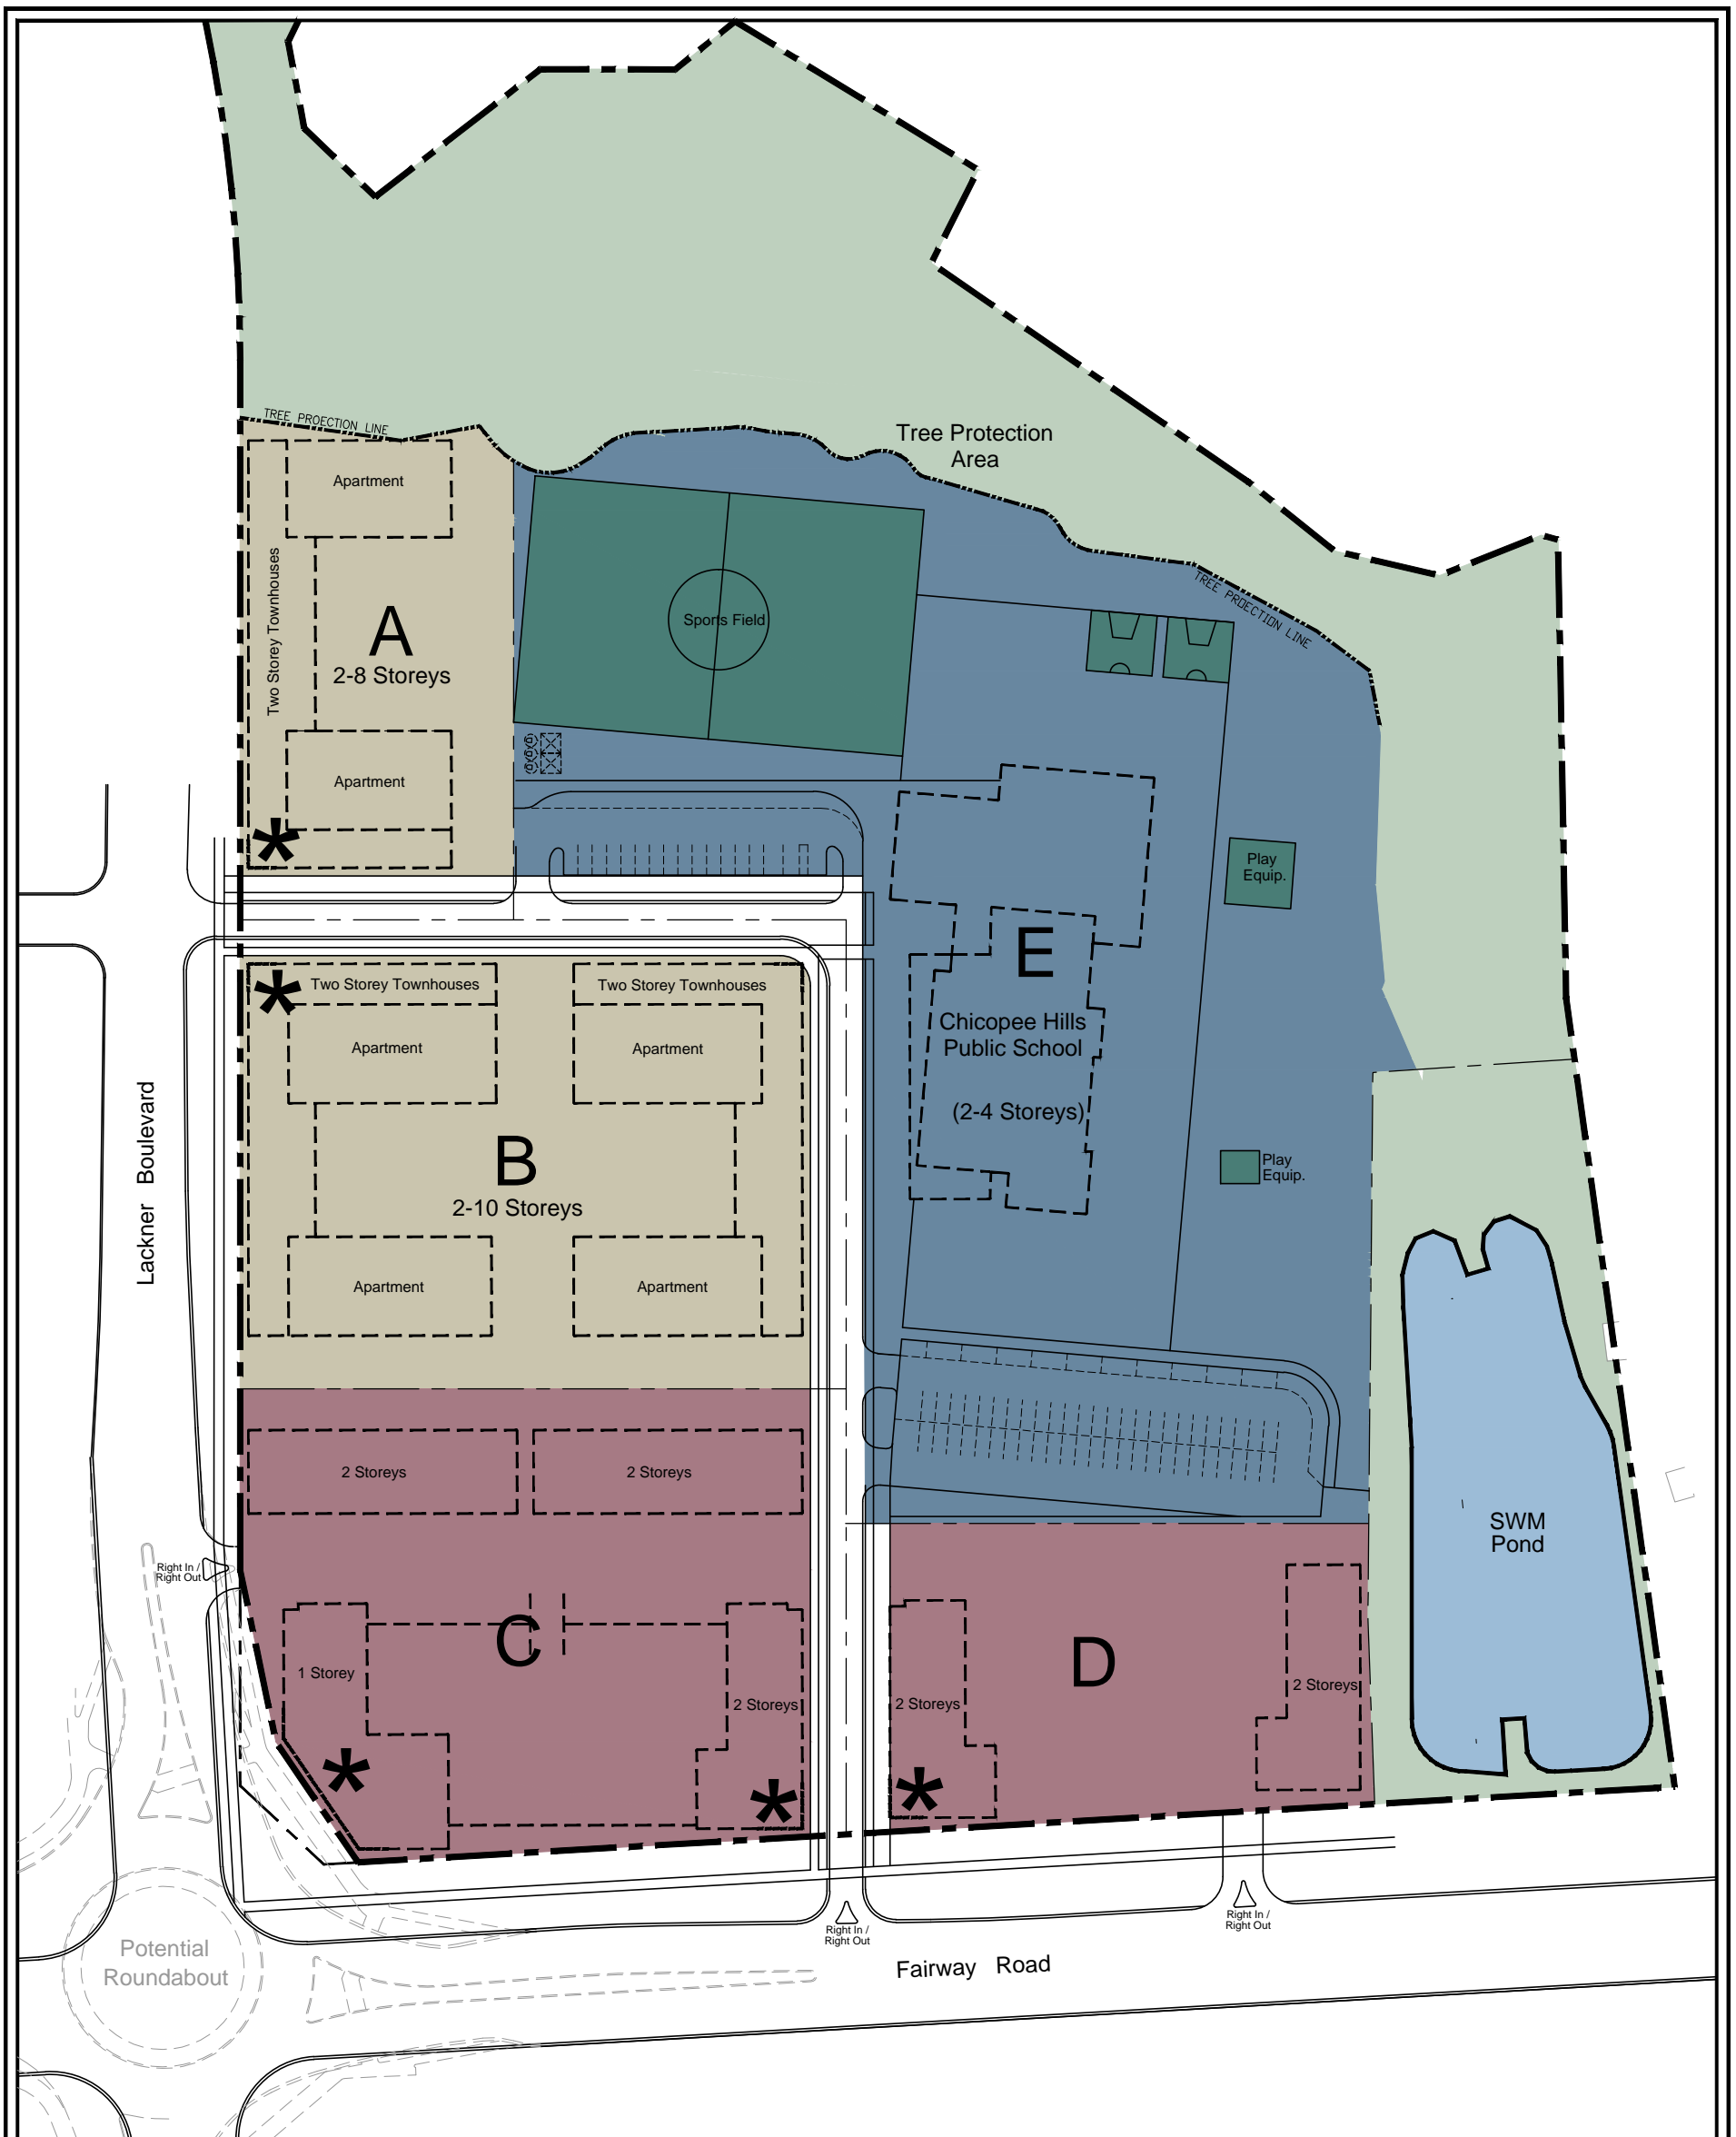 TREE PROECTION LINE
Tree Protection
Area
Apartment
Two Storey Townhouses
A
2-8 Storeys
Sports Field
TREE PROECTION LINE
Apartment
*
Play
Equip.
E
Chicopee Hills
Public School
(2-4 Storeys)
*
Two Storey Townhouses
Two Storey Townhouses
Apartment
Apartment
Lackner Boulevard
B
2-10 Storeys
Play
Equip.
Apartment
Apartment
2 Storeys
2 Storeys
SWM
Pond
Right In /
Right Out
C
D
1 Storey
2 Storeys
2 Storeys
2 Storeys
*
*
*
Right In /
Right Out
Right In /
Right Out
Potential
Roundabout
Fairway Road